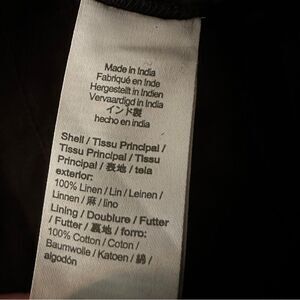 Made in India
Fabriqué en Inde
Hergestellt in Indien
Vervaardigd in India
インド製
hecho en india
Shell / Tissu Principal /
Tissu Principal / Tissu
Principal / 表地 / tela
exterior:
100% Linen / Lin / Leinen /
Linnen / 麻 / lino
Lining / Doublure / Futter
/ Futter / 裏地 / forro:
100% Cotton / Coton /
Baumwolle / Katoen / 綿 /
algodón